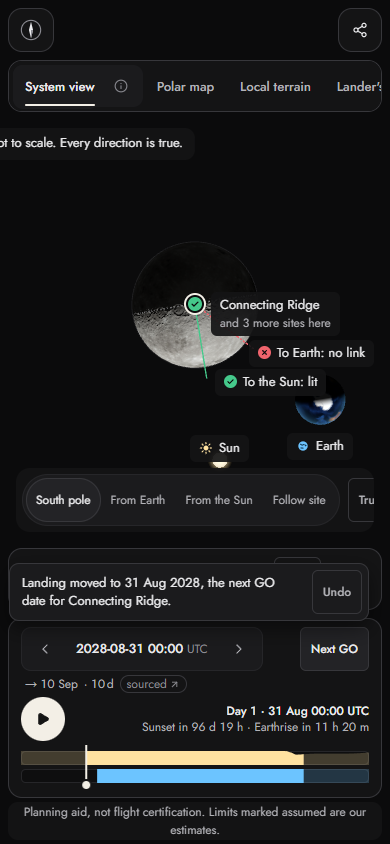 System view
Polar map
Local terrain
Lander's
ot to scale. Every direction is true.
Connecting Ridge
and 3 more sites here
To Earth: no link
To the Sun: lit
Sun
Earth
South pole
From Earth
From the Sun
Follow site
Tru
Landing moved to 31 Aug 2028, the next GO
date for Connecting Ridge.
Undo
2028-08-31 00:00 UTC
Next GO
→ 10 Sep · 10 d
sourced ↗
Day 1 · 31 Aug 00:00 UTC
Sunset in 96 d 19 h · Earthrise in 11 h 20 m
Planning aid, not flight certification. Limits marked assumed are our
estimates.